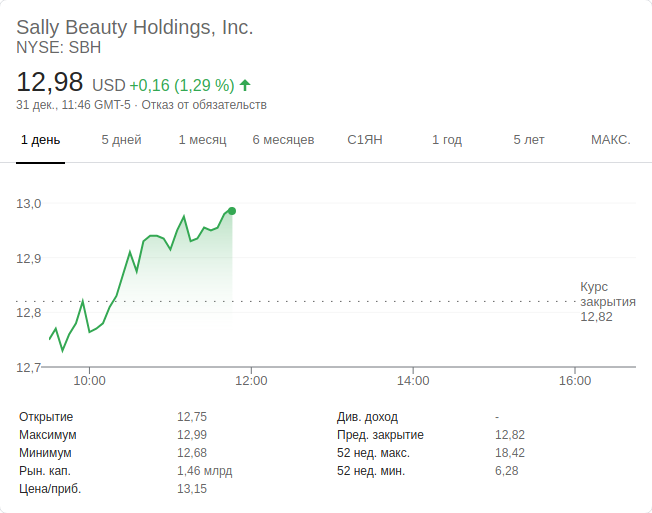 Sally Beauty Holdings, Inc.
NYSE: SBH
12,98 USD +0,16 (1,29 %)
31 дек., 11:46 GMT-5 · Отказ от обязательств
1 день 5 дней 1 месяц 6 месяцев С1ЯН 1 год 5 лет МАКС.
13,0
12,9
12,8
12,7
Курс
закрытия
12,82
10:00 12:00 14:00 16:00
Открытие 12,75 Див. доход -
Максимум 12,99 Пред. закрытие 12,82
Минимум 12,68 52 нед. макс. 18,42
Рын. кап. 1,46 млрд 52 нед. мин. 6,28
Цена/приб. 13,15